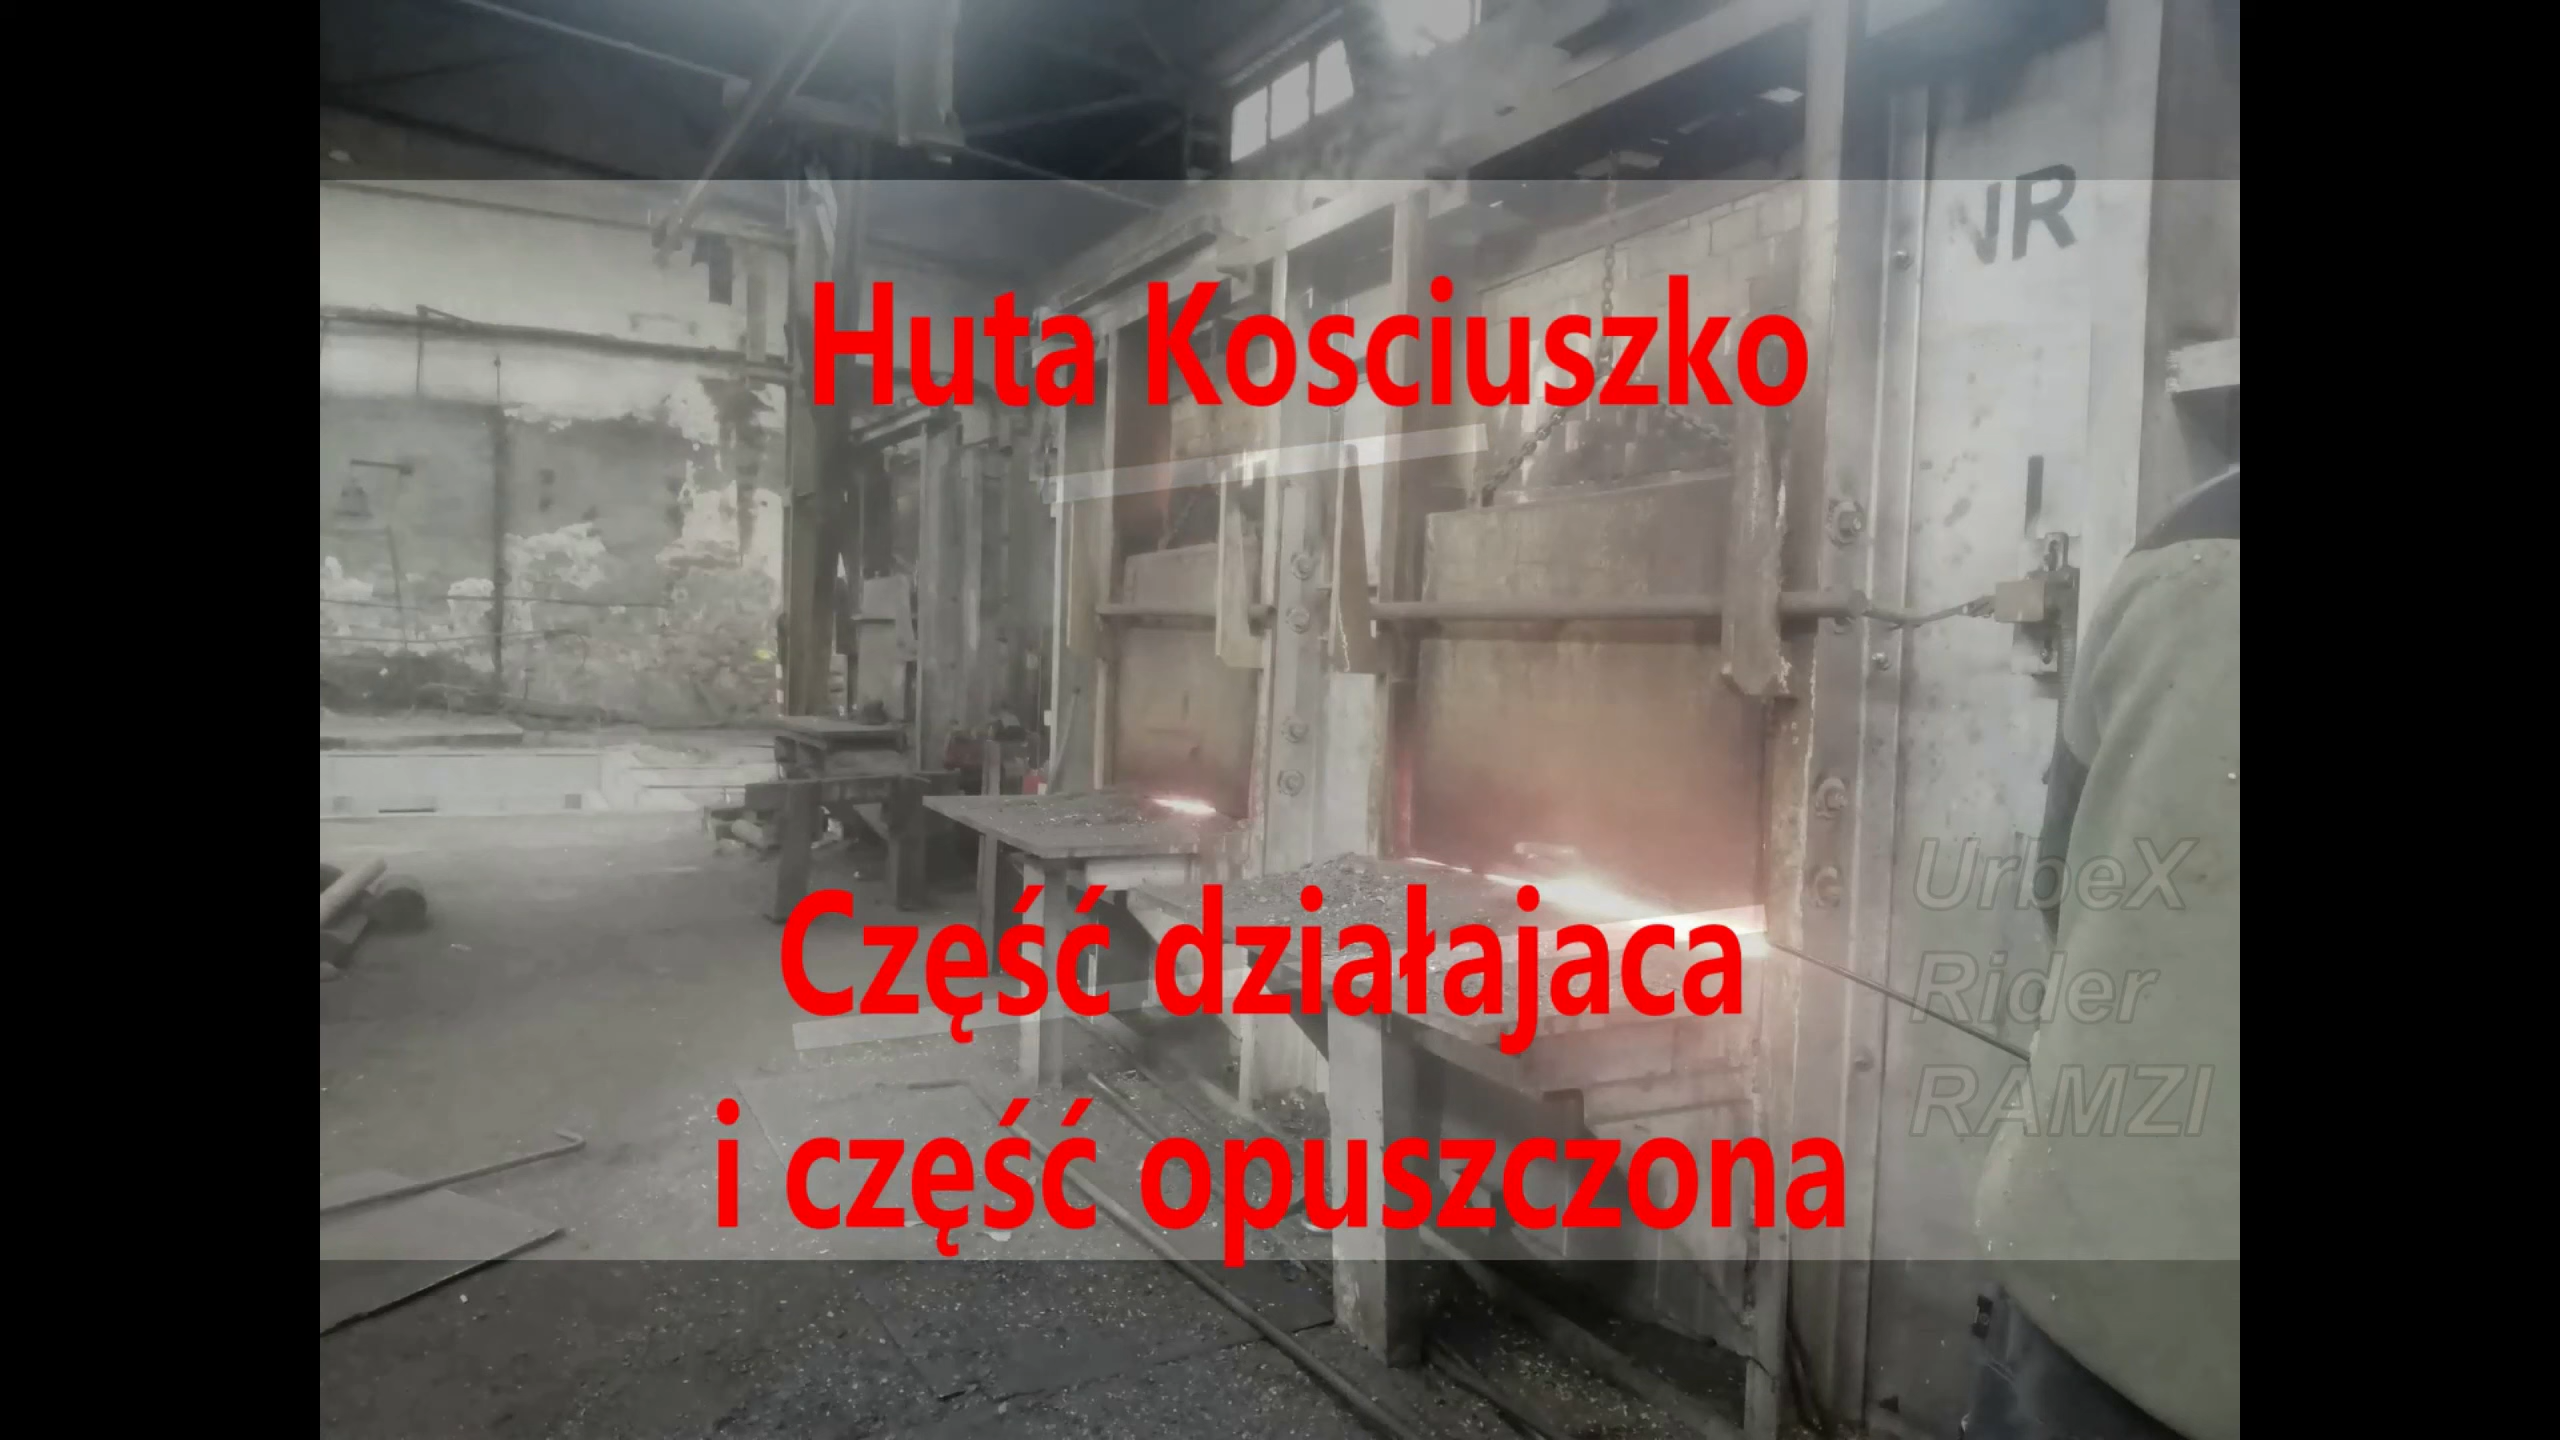 NR
Huta Kosciuszko
UrbeX
Rider
RAMZI
Część działajaca
i część opuszczona